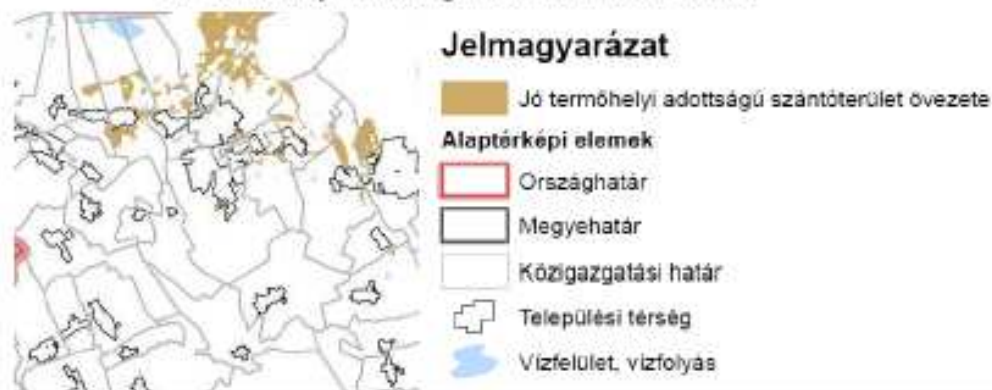 Jelmagyarázat
Jó termőhelyi adottságú szántóterület övezete
Alaptérképi elemek
Országhatár
Megyehatár
Közigazgatási határ
Települési térség
Vízfelület, vízfolyás